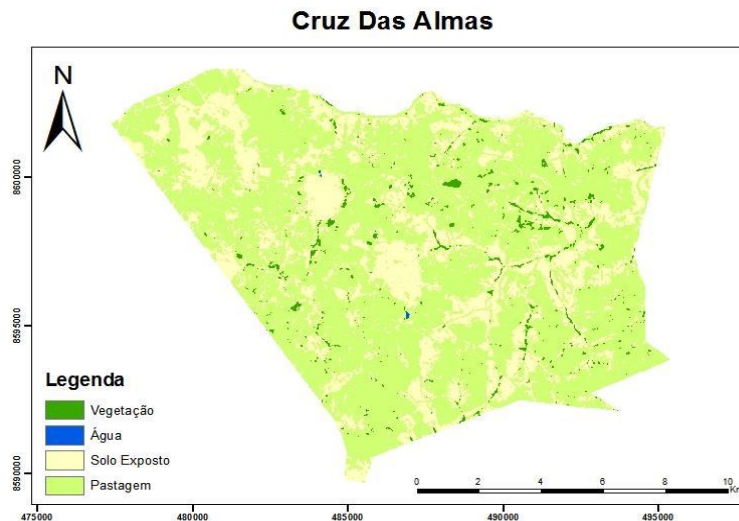 Cruz Das Almas
N
8600000
8595000
8590000
Legenda
Vegetação
Água
Solo Exposto
Pastagem
0 2 4 6 8 10
Km
475000 480000 485000 490000 495000